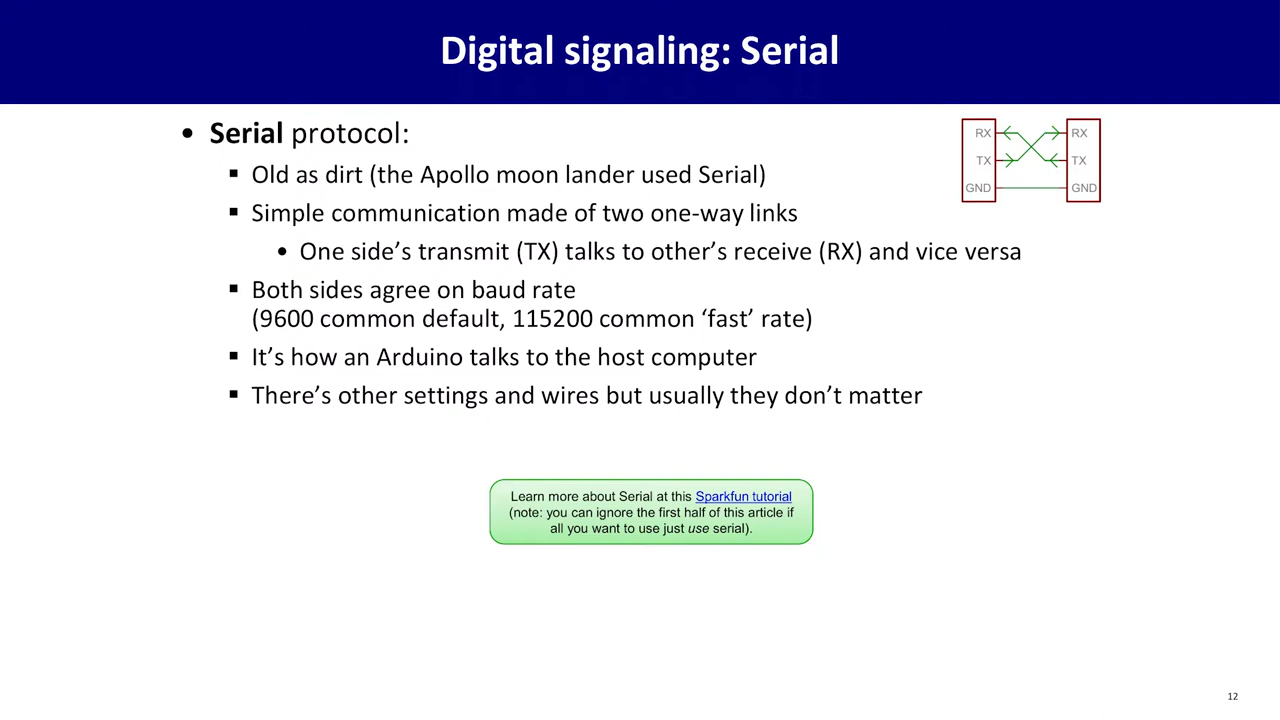 Digital signaling: Serial
• Serial protocol:
▪ Old as dirt (the Apollo moon lander used Serial)
▪ Simple communication made of two one-way links
• One side’s transmit (TX) talks to other’s receive (RX) and vice versa
▪ Both sides agree on baud rate
(9600 common default, 115200 common ‘fast’ rate)
▪ It’s how an Arduino talks to the host computer
▪ There’s other settings and wires but usually they don’t matter
RX RX
TX TX
GND GND
Learn more about Serial at this Sparkfun tutorial
(note: you can ignore the first half of this article if
all you want to use just use serial).
12